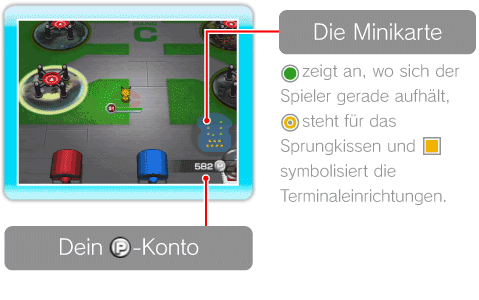 Die Minikarte
zeigt an, wo sich der
Spieler gerade aufhält,
steht für das
Sprungkissen und
symbolisiert die
Terminaleinrichtungen.
C
91
582 P
Dein P-Konto